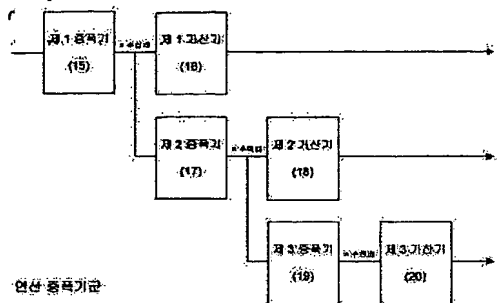 제 1 증폭기
(15)
제 1 가산기
(16)
제 2 증폭기
(17)
제 2 가산기
(18)
제 3 증폭기
(19)
제 3 가산기
(20)
연산 증폭기군